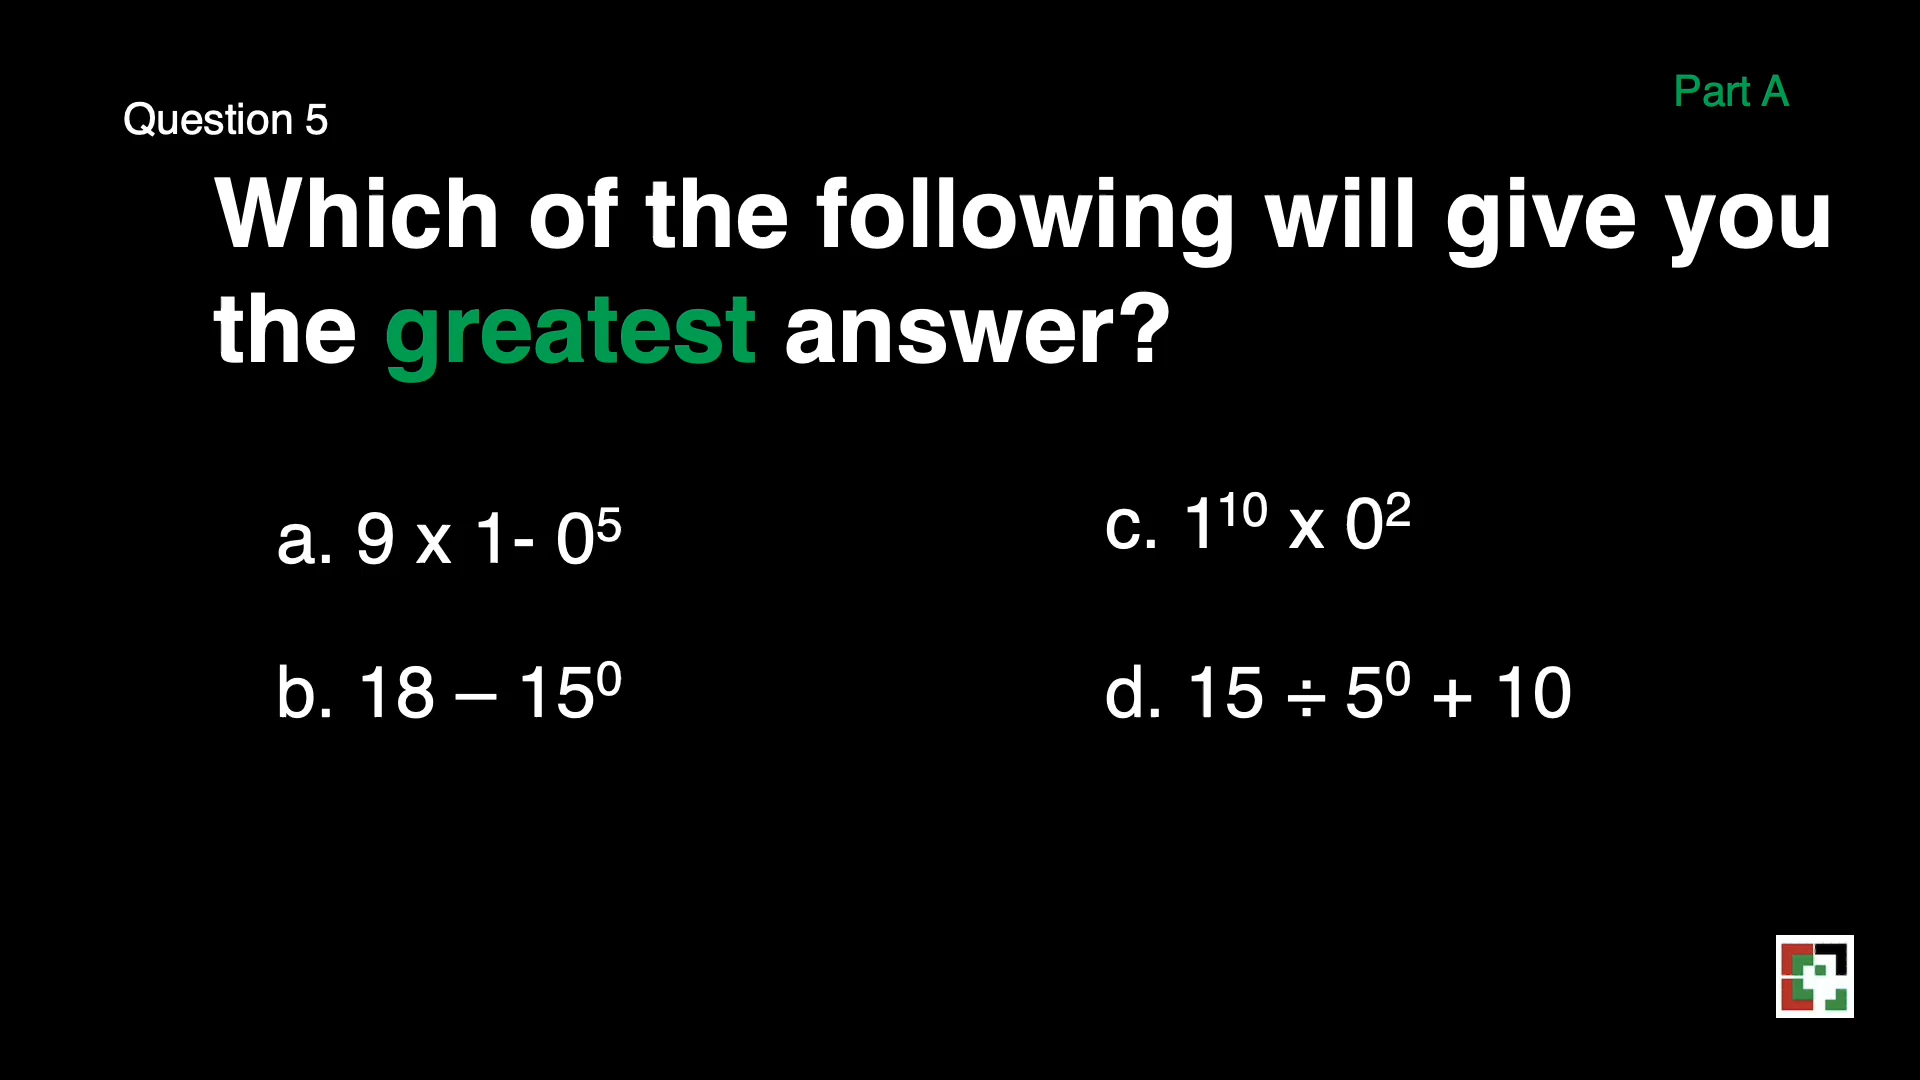 Part A
Question 5
Which of the following will give you
the greatest answer?
a. 9 x 1- 0⁵
c. 1¹⁰ x 0²
b. 18 – 15⁰
d. 15 ÷ 5⁰ + 10